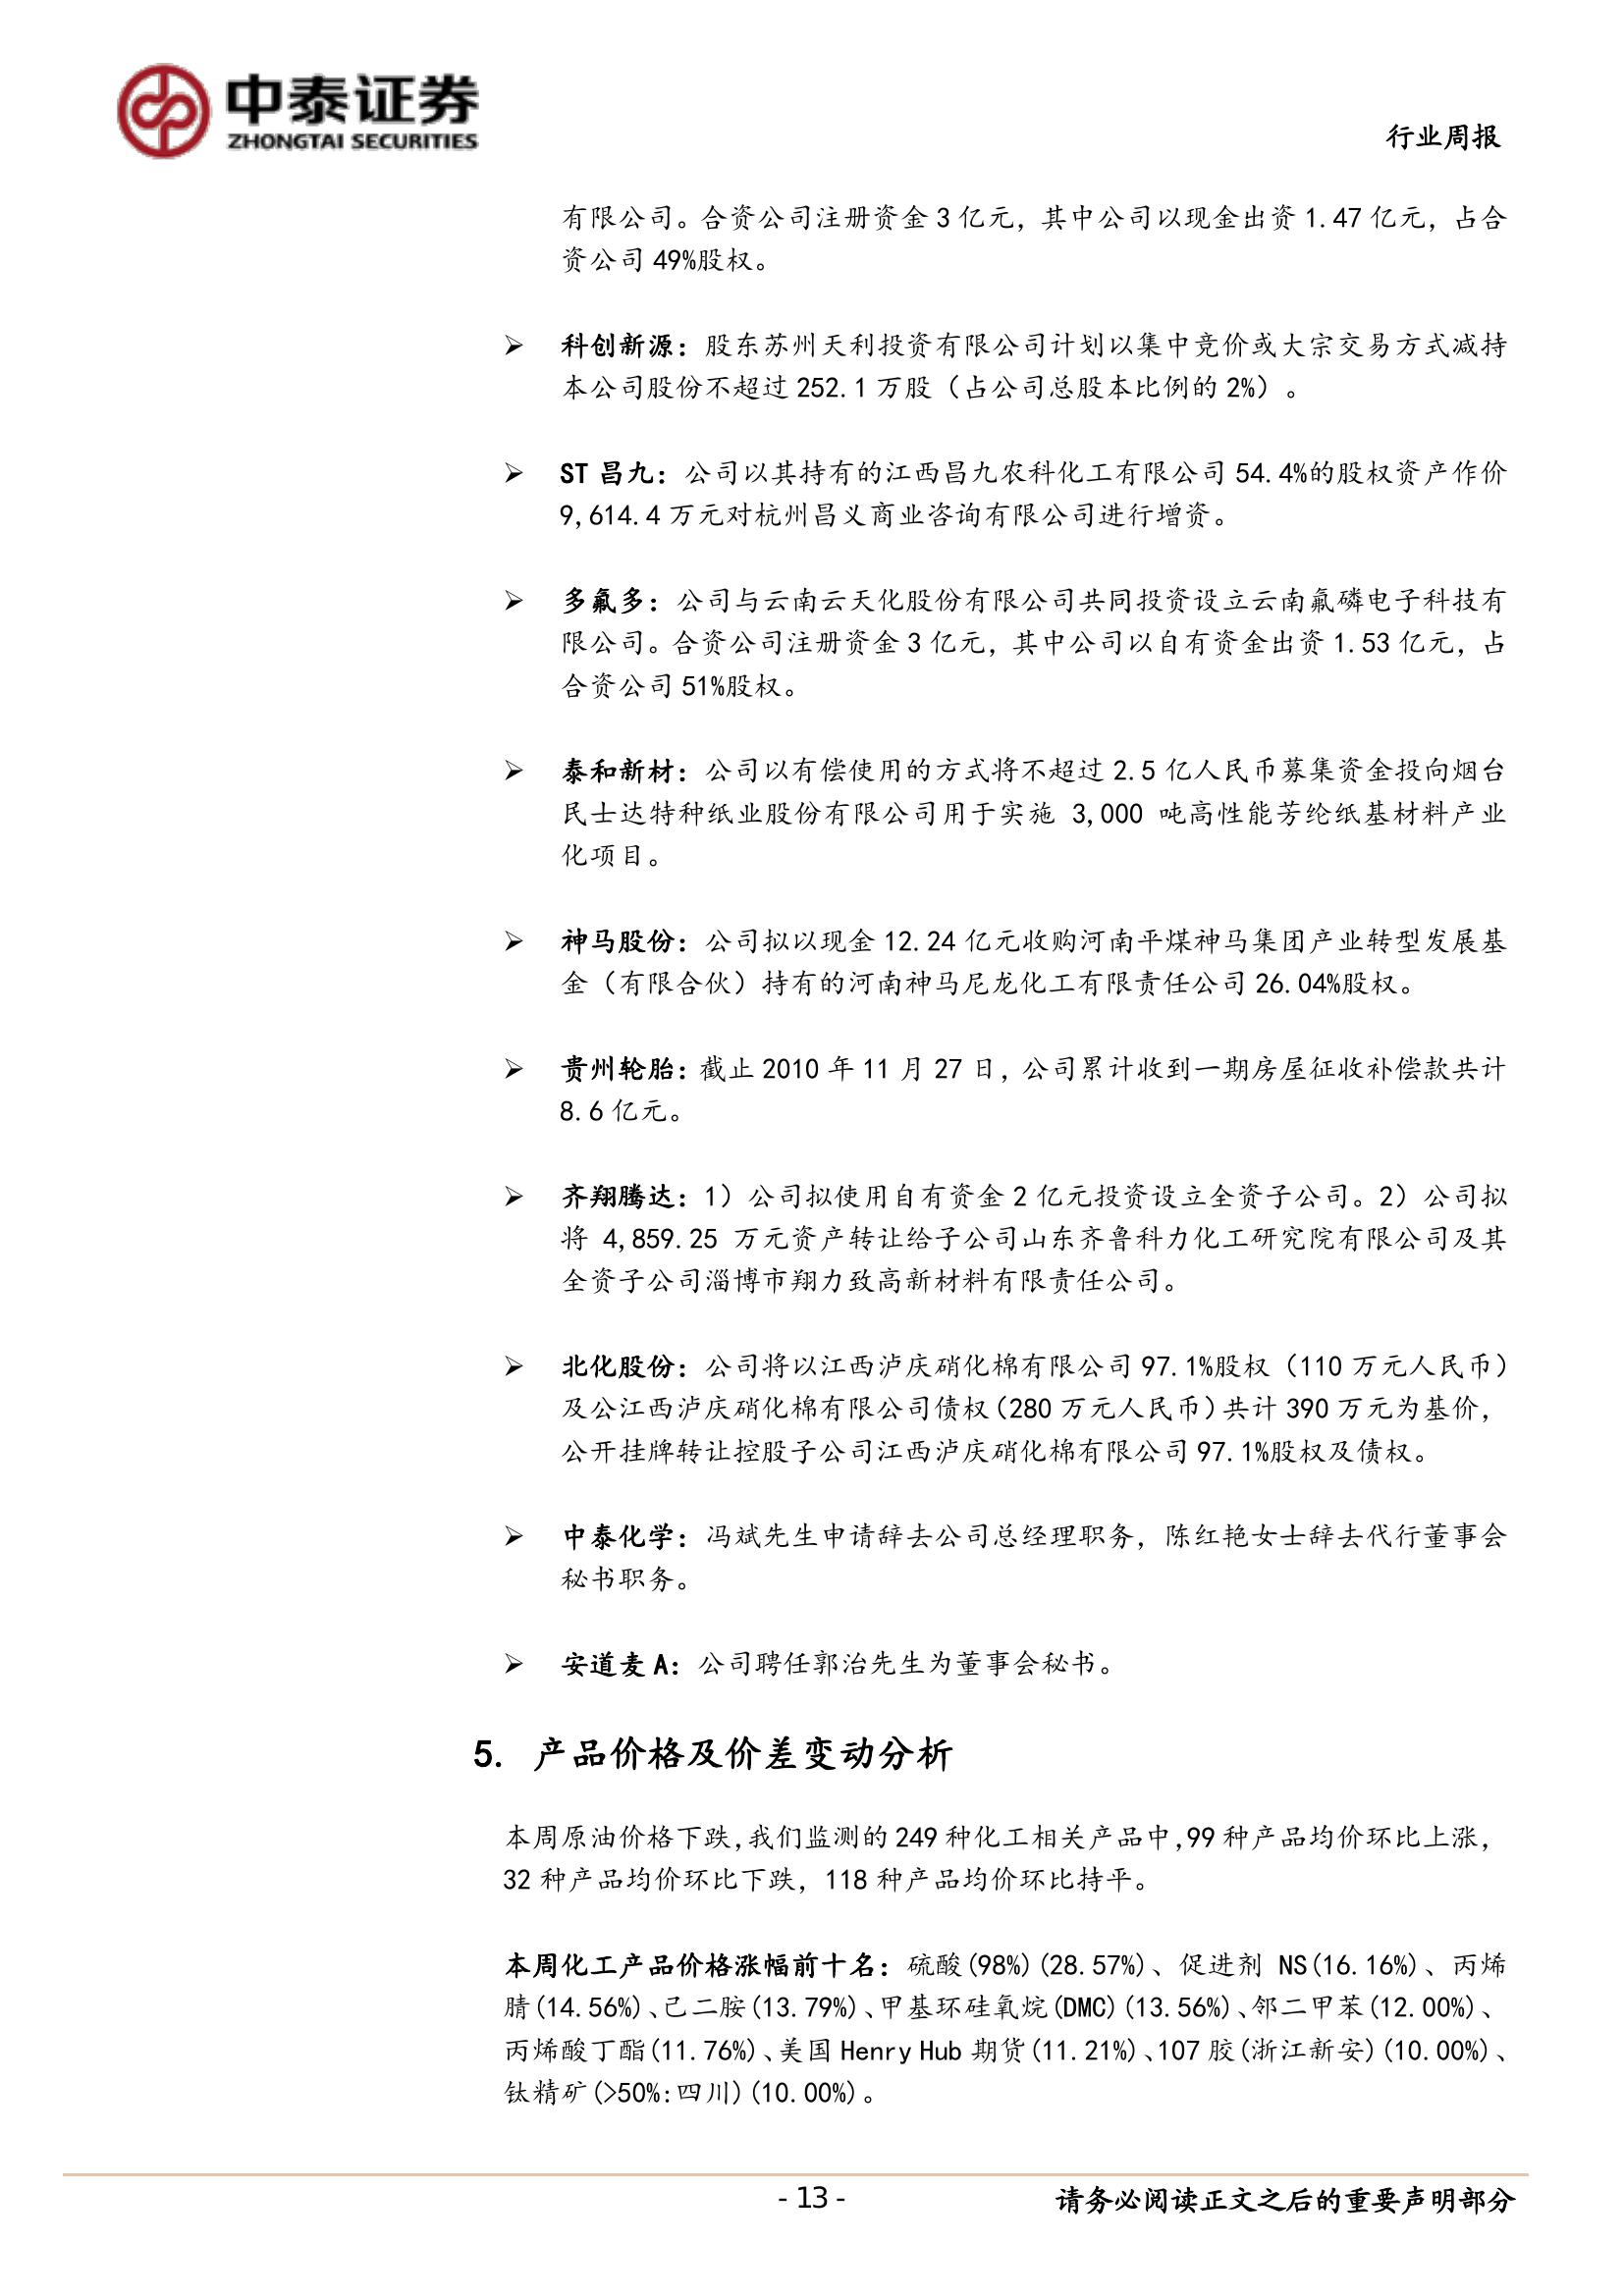 中泰证券
ZHONGTAI SECURITIES
行业周报
有限公司。合资公司注册资金 3 亿元，其中公司以现金出资 1.47 亿元，占合
资公司 49%股权。
➢ 科创新源：股东苏州天利投资有限公司计划以集中竞价或大宗交易方式减持
本公司股份不超过 252.1 万股（占公司总股本比例的 2%）。
➢ ST 昌九：公司以其持有的江西昌九农科化工有限公司 54.4%的股权资产作价
9,614.4 万元对杭州昌义商业咨询有限公司进行增资。
➢ 多氟多：公司与云南云天化股份有限公司共同投资设立云南氟磷电子科技有
限公司。合资公司注册资金 3 亿元，其中公司以自有资金出资 1.53 亿元，占
合资公司 51%股权。
➢ 泰和新材：公司以有偿使用的方式将不超过 2.5 亿人民币募集资金投向烟台
民士达特种纸业股份有限公司用于实施 3,000 吨高性能芳纶纸基材料产业
化项目。
➢ 神马股份：公司拟以现金 12.24 亿元收购河南平煤神马集团产业转型发展基
金（有限合伙）持有的河南神马尼龙化工有限责任公司 26.04%股权。
➢ 贵州轮胎：截止 2010 年 11 月 27 日，公司累计收到一期房屋征收补偿款共计
8.6 亿元。
➢ 齐翔腾达：1）公司拟使用自有资金 2 亿元投资设立全资子公司。2）公司拟
将 4,859.25 万元资产转让给子公司山东齐鲁科力化工研究院有限公司及其
全资子公司淄博市翔力致高新材料有限责任公司。
➢ 北化股份：公司将以江西泸庆硝化棉有限公司 97.1%股权（110 万元人民币）
及公江西泸庆硝化棉有限公司债权（280 万元人民币）共计 390 万元为基价，
公开挂牌转让控股子公司江西泸庆硝化棉有限公司 97.1%股权及债权。
➢ 中泰化学：冯斌先生申请辞去公司总经理职务，陈红艳女士辞去代行董事会
秘书职务。
➢ 安道麦 A：公司聘任郭治先生为董事会秘书。
5. 产品价格及价差变动分析
本周原油价格下跌,我们监测的 249 种化工相关产品中,99 种产品均价环比上涨，
32 种产品均价环比下跌，118 种产品均价环比持平。
本周化工产品价格涨幅前十名：硫酸(98%)(28.57%)、促进剂 NS(16.16%)、丙烯
腈(14.56%)、己二胺(13.79%)、甲基环硅氧烷(DMC)(13.56%)、邻二甲苯(12.00%)、
丙烯酸丁酯(11.76%)、美国 Henry Hub 期货(11.21%)、107 胶(浙江新安)(10.00%)、
钛精矿(>50%:四川)(10.00%)。
- 13 -
请务必阅读正文之后的重要声明部分